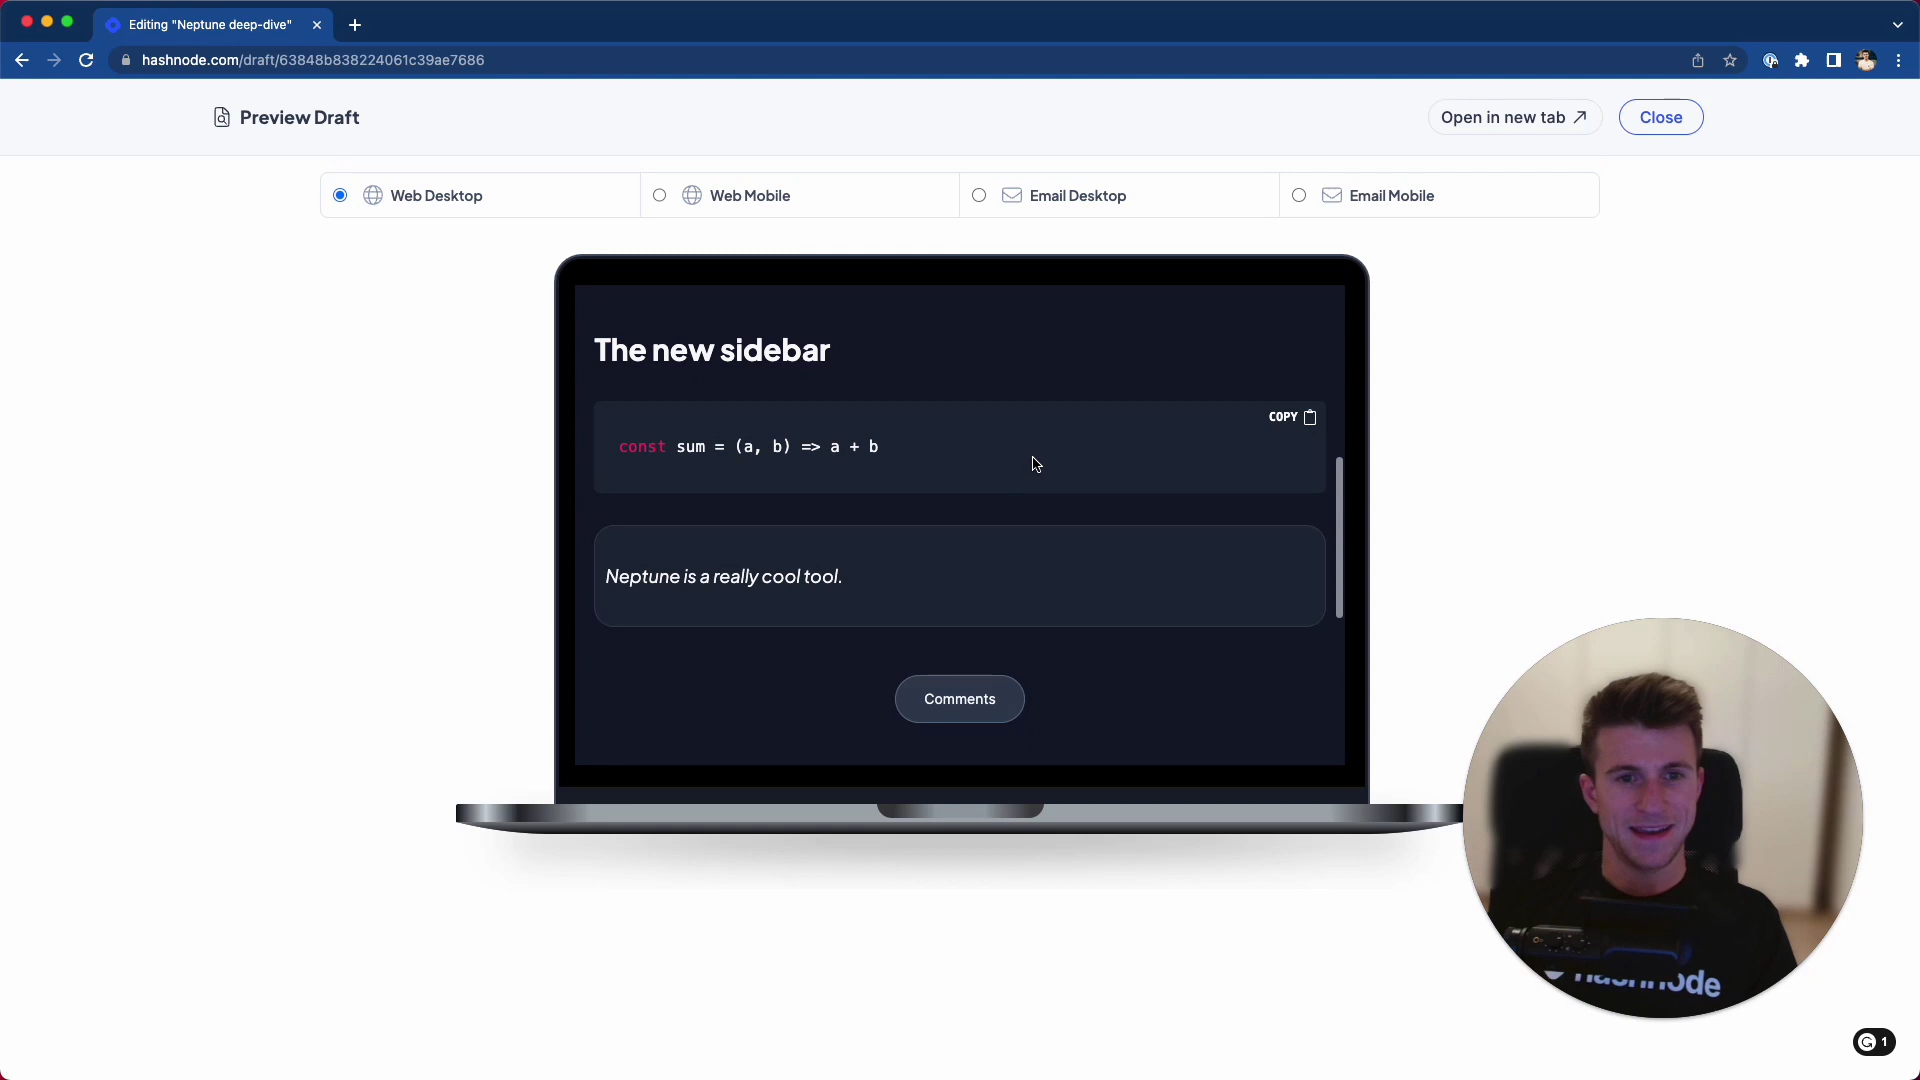 Editing "Neptune deep-dive"
hashnode.com/draft/63848b838224061c39ae7686
Preview Draft
Open in new tab
Close
Web Desktop
Web Mobile
Email Desktop
Email Mobile
The new sidebar
COPY
const sum = (a, b) => a + b
Neptune is a really cool tool.
Comments
hashnode
1